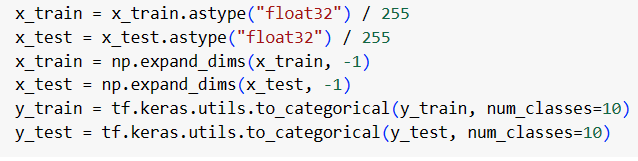 x_train = x_train.astype("float32") / 255
x_test = x_test.astype("float32") / 255
x_train = np.expand_dims(x_train, -1)
x_test = np.expand_dims(x_test, -1)
y_train = tf.keras.utils.to_categorical(y_train, num_classes=10)
y_test = tf.keras.utils.to_categorical(y_test, num_classes=10)